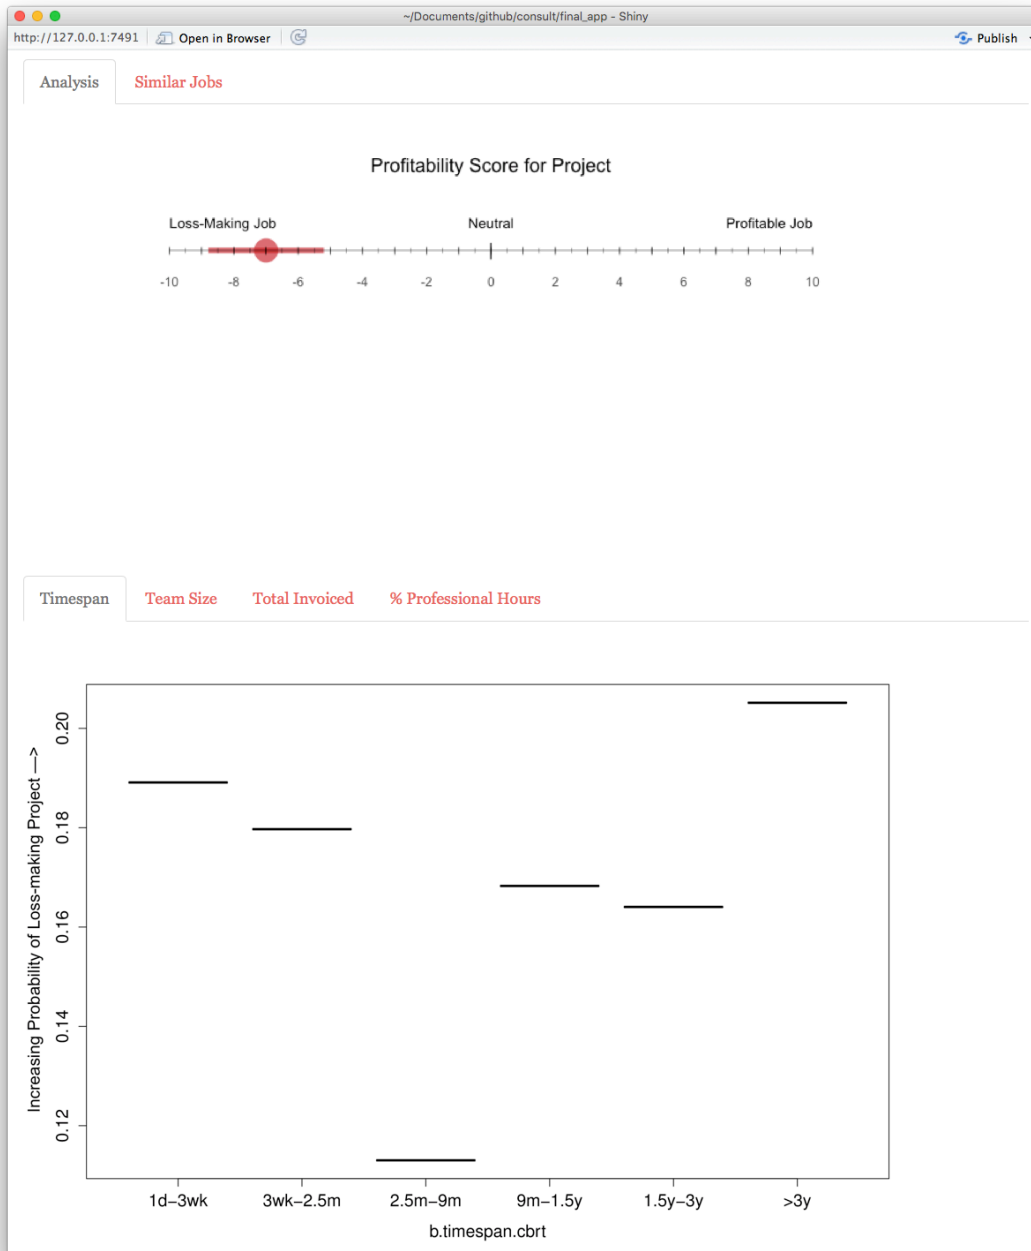 ~/Documents/github/consult/final_app - Shiny
http://127.0.0.1:7491 Open in Browser Publish
Analysis Similar Jobs
Profitability Score for Project
Loss-Making Job Neutral Profitable Job
-10 -8 -6 -4 -2 0 2 4 6 8 10
Timespan Team Size Total Invoiced % Professional Hours
Increasing Probability of Loss-making Project —>
0.20
0.18
0.16
0.14
0.12
1d−3wk 3wk−2.5m 2.5m−9m 9m−1.5y 1.5y−3y >3y
b.timespan.cbrt